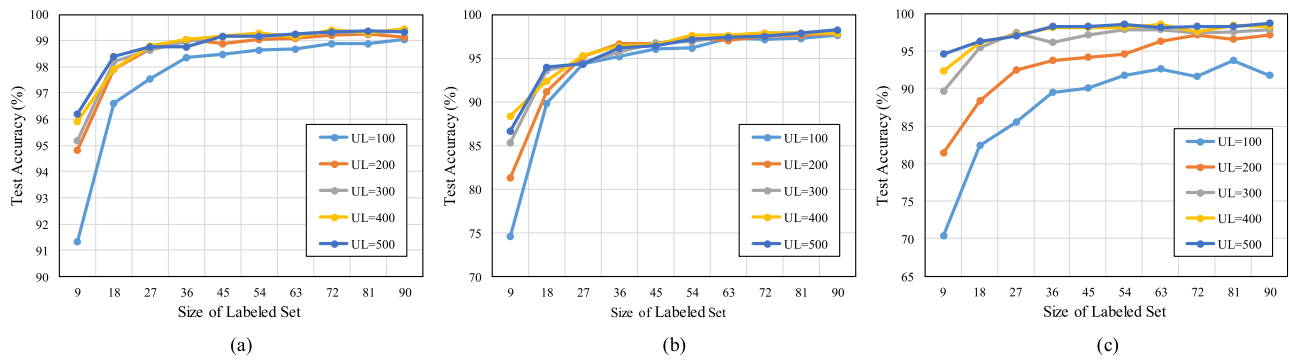 Test Accuracy (%)
100
99
98
97
96
95
94
93
92
91
90
9 18 27 36 45 54 63 72 81 90
Size of Labeled Set
UL=100
UL=200
UL=300
UL=400
UL=500
(a)
Test Accuracy (%)
100
95
90
85
80
75
70
9 18 27 36 45 54 63 72 81 90
Size of Labeled Set
UL=100
UL=200
UL=300
UL=400
UL=500
(b)
Test Accuracy (%)
100
95
90
85
80
75
70
65
9 18 27 36 45 54 63 72 81 90
Size of Labeled Set
UL=100
UL=200
UL=300
UL=400
UL=500
(c)